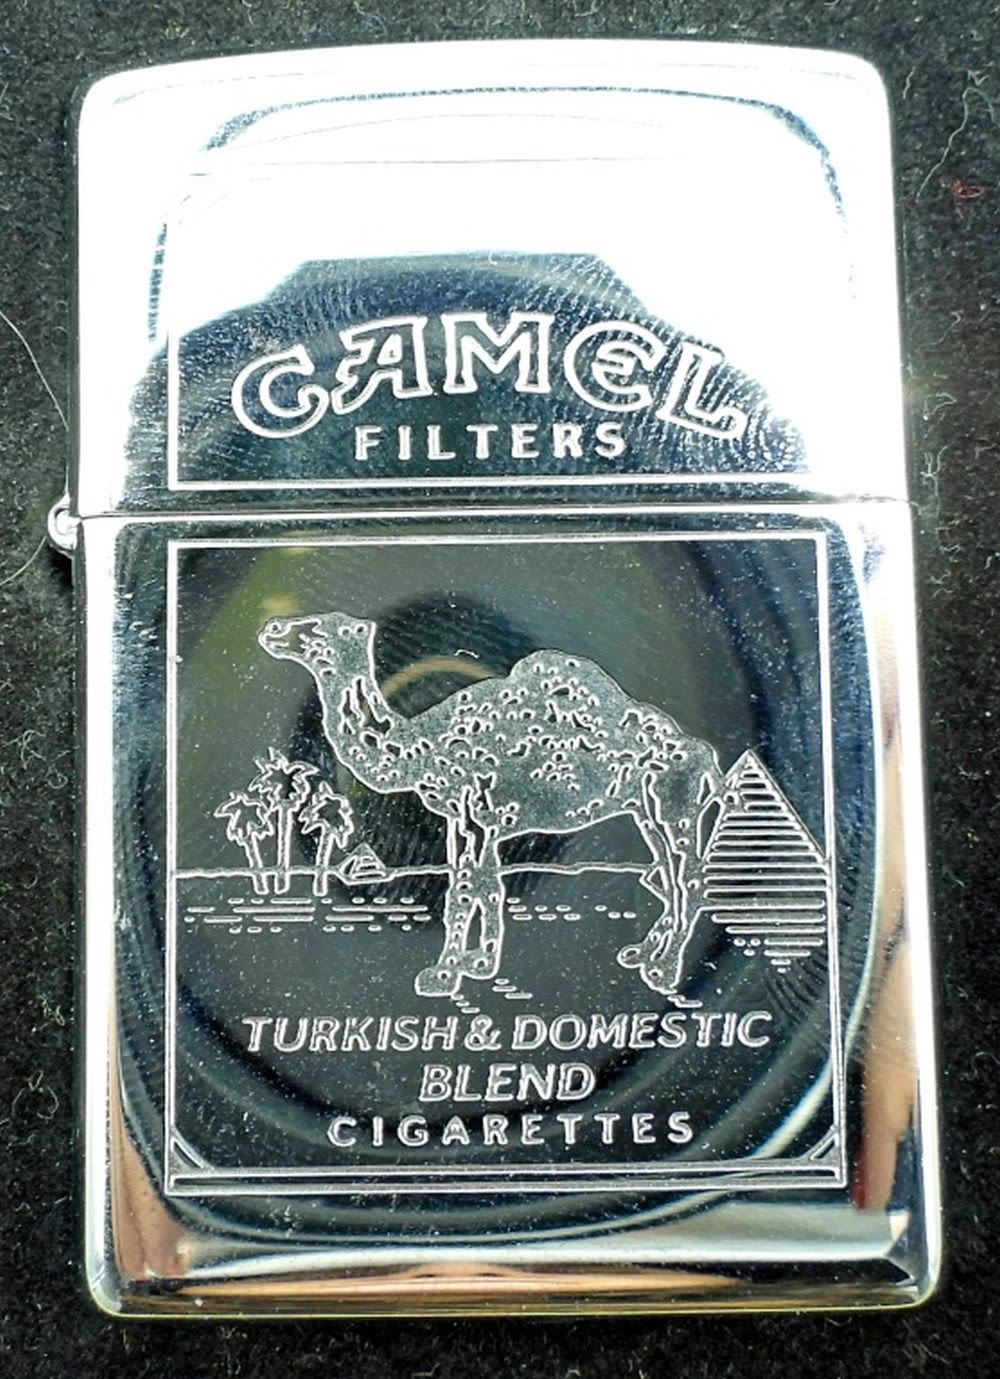 CAMEL
FILTERS
TURKISH & DOMESTIC
BLEND
CIGARETTES